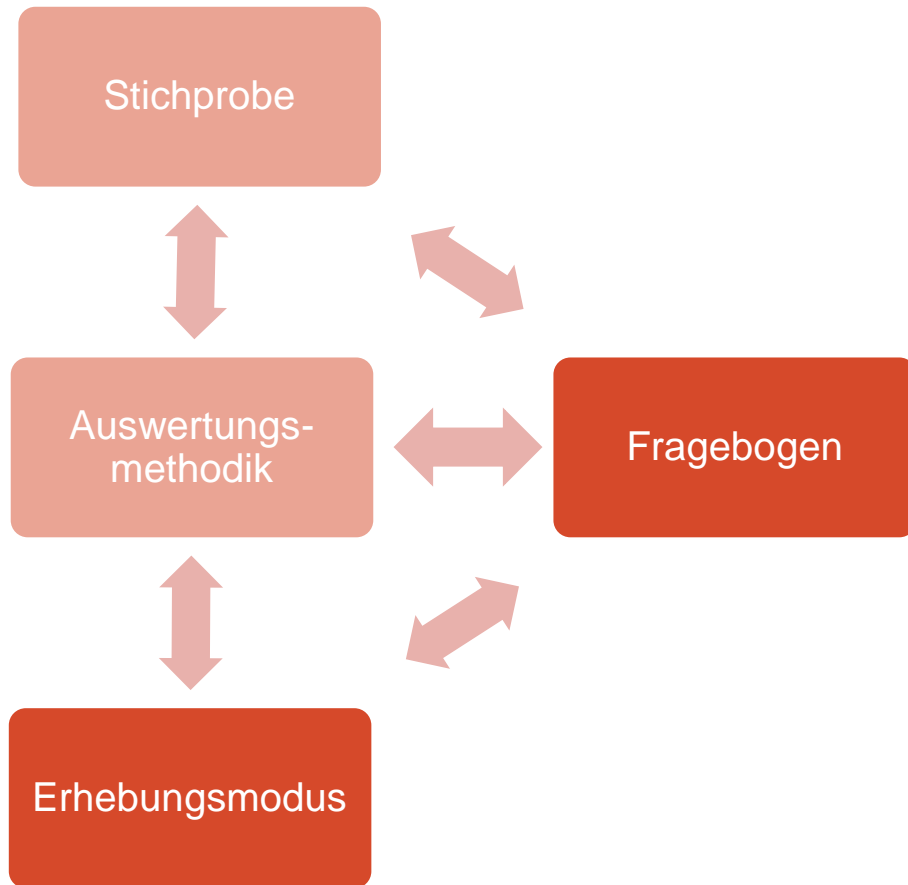 Stichprobe
Auswertungs-
methodik
Fragebogen
Erhebungsmodus